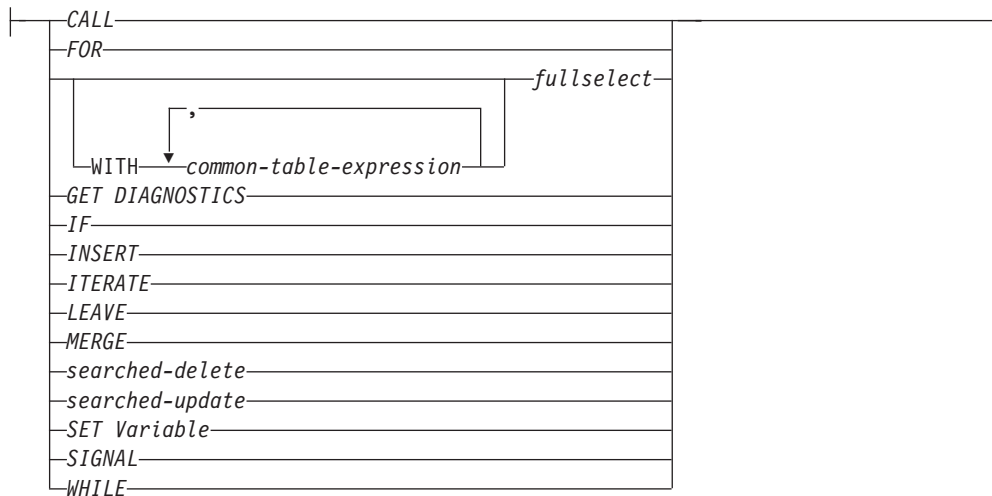 CALL
FOR
fullselect
,
WITH common-table-expression
GET DIAGNOSTICS
IF
INSERT
ITERATE
LEAVE
MERGE
searched-delete
searched-update
SET Variable
SIGNAL
WHILE